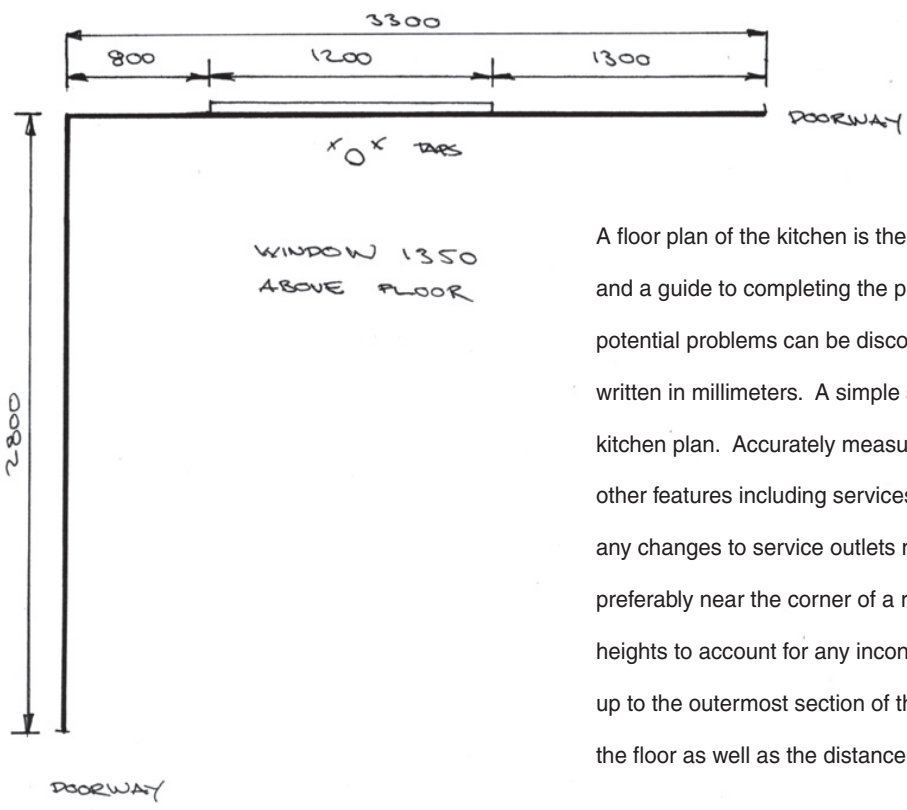 3300
800 1200 1300
DOORWAY
x O x TAPS
WINDOW 1350
ABOVE FLOOR
2800
DOORWAY
A floor plan of the kitchen is the
and a guide to completing the p
potential problems can be disco
written in millimeters. A simple
kitchen plan. Accurately measu
other features including services
any changes to service outlets
preferably near the corner of a
heights to account for any incon
up to the outermost section of th
the floor as well as the distance